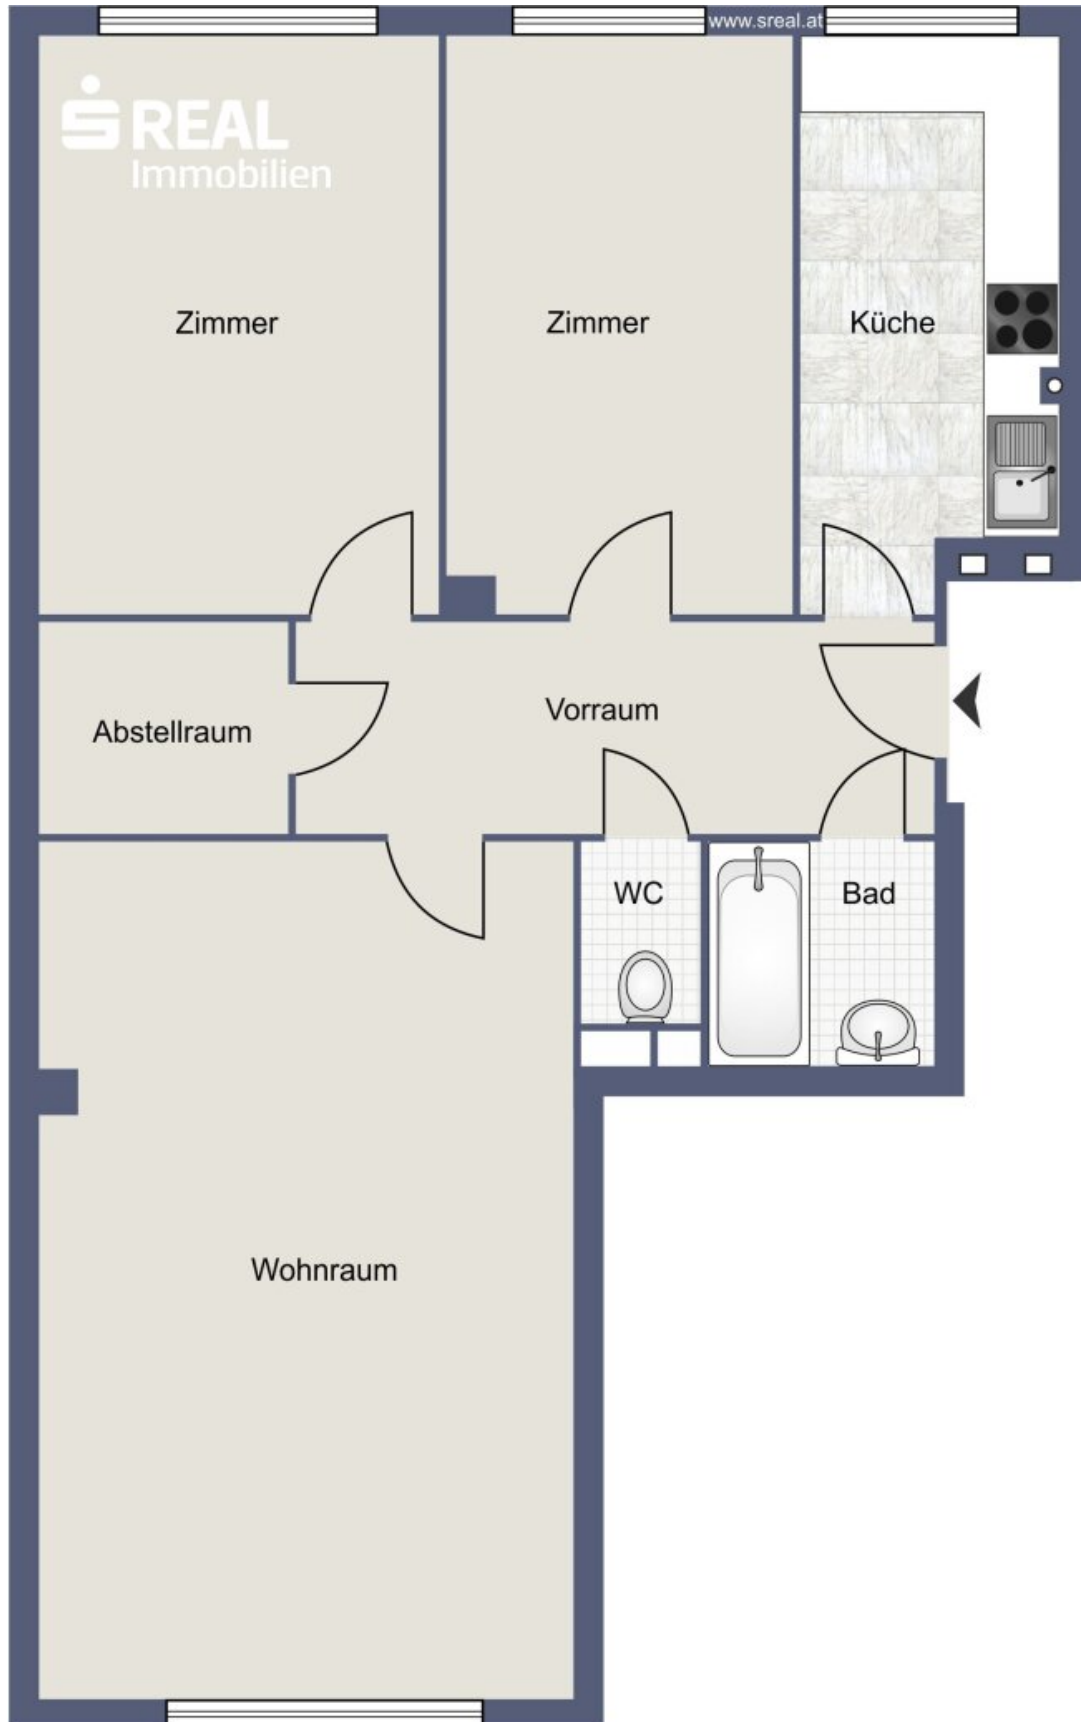 www.sreal.at
S REAL
Immobilien
Zimmer
Zimmer
Küche
Abstellraum
Vorraum
WC
Bad
Wohnraum